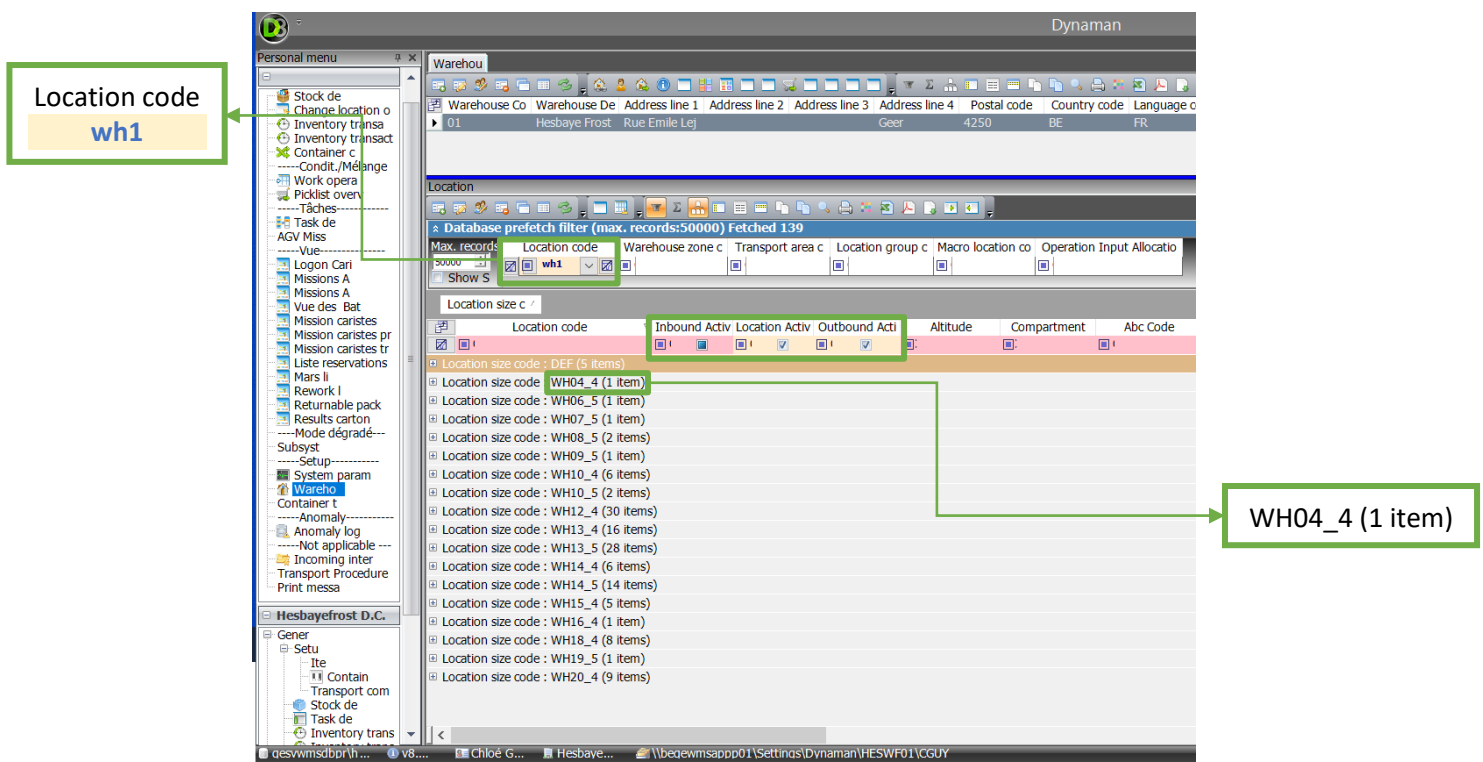 Dynaman
Location code
wh1
Personal menu
Stock de
Change location o
Inventory transa
Inventory transact
Container c
-----Condit./Mélange
Work opera
Picklist overv
-----Tâches------------
Task de
AGV Miss
-----Vue---------------
Logon Cari
Missions A
Missions A
Vue des Bat
Mission caristes
Mission caristes pr
Mission caristes tr
Liste reservations
Mars li
Rework l
Returnable pack
Results carton
----Mode dégradé---
Subsyst
-----Setup-----------
System param
Wareho
Container t
-----Anomaly----------
Anomaly log
-----Not applicable ---
Incoming inter
Transport Procedure
Print messa
Hesbayefrost D.C.
Gener
Setu
Ite
Contain
Transport com
Stock de
Task de
Inventory trans
Warehou
Warehouse Co Warehouse De Address line 1 Address line 2 Address line 3 Address line 4 Postal code Country code Language c
01 Hesbaye Frost Rue Emile Lej Geer 4250 BE FR
Location
Database prefetch filter (max. records:50000) Fetched 139
Max. records Location code Warehouse zone c Transport area c Location group c Macro location co Operation Input Allocatio
50000 wh1
Show S
Location size c
Location code Inbound Activ Location Activ Outbound Acti Altitude Compartment Abc Code
Location size code : DEF (5 items)
Location size code : WH04_4 (1 item)
Location size code : WH06_5 (1 item)
Location size code : WH07_5 (1 item)
Location size code : WH08_5 (2 items)
Location size code : WH09_5 (1 item)
Location size code : WH10_4 (6 items)
Location size code : WH10_5 (2 items)
Location size code : WH12_4 (30 items)
Location size code : WH13_4 (16 items)
Location size code : WH13_5 (28 items)
Location size code : WH14_4 (6 items)
Location size code : WH14_5 (14 items)
Location size code : WH15_4 (5 items)
Location size code : WH16_4 (1 item)
Location size code : WH18_4 (8 items)
Location size code : WH19_5 (1 item)
Location size code : WH20_4 (9 items)
WH04_4 (1 item)
gesvwmsdbpr\h... v8.... Chloé G... Hesbaye... \\begewmsappp01\Settings\Dynaman\HESWF01\CGUY